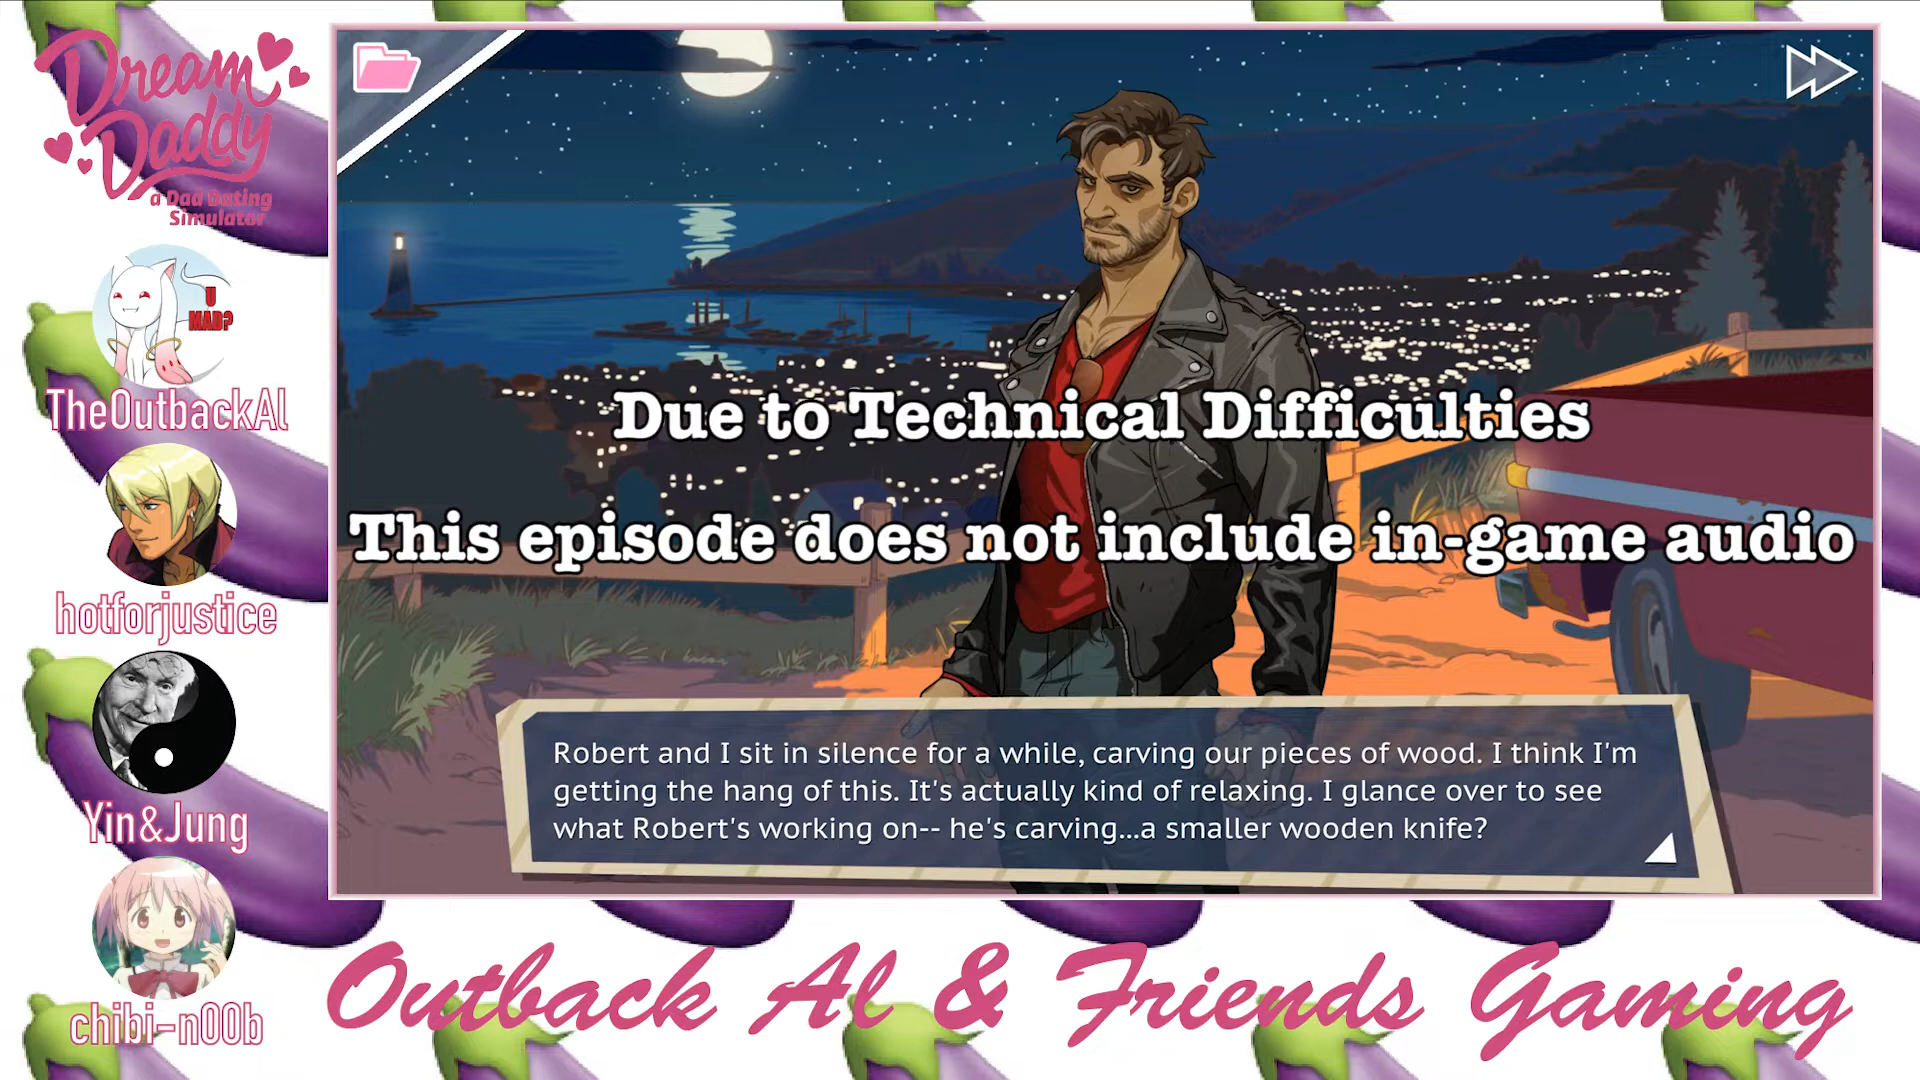 Dream
Daddy
a Dad Dating
Simulator
U
MAD?
TheOutbackAl
hotforjustice
Yin&Jung
chibi-n00b
Due to Technical Difficulties
This episode does not include in-game audio
Robert and I sit in silence for a while, carving our pieces of wood. I think I'm
getting the hang of this. It's actually kind of relaxing. I glance over to see
what Robert's working on-- he's carving...a smaller wooden knife?
Outback Al & Friends Gaming